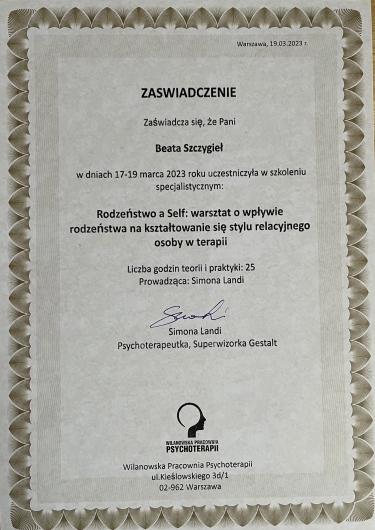 Warszawa, 19.03.2023 r.
ZASWIADCZENIE
Zaświadcza się, że Pani
Beata Szczygieł
w dniach 17-19 marca 2023 roku uczestniczyła w szkoleniu
specjalistycznym:
Rodzeństwo a Self: warsztat o wpływie
rodzeństwa na kształtowanie się stylu relacyjnego
osoby w terapii
Liczba godzin teorii i praktyki: 25
Prowadząca: Simona Landi
Simona Landi
Psychoterapeutka, Superwizorka Gestalt
WILANOWSKA PRACOWNIA
PSYCHOTERAPII
Wilanowska Pracownia Psychoterapii
ul.Kieślowskiego 3d/1
02-962 Warszawa